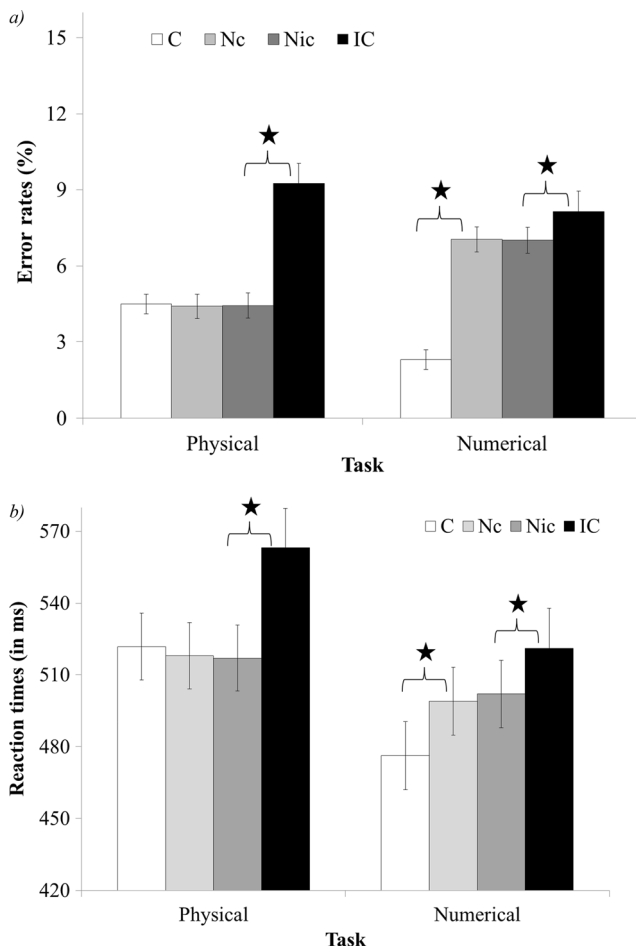 a)
C Nc Nic IC
15
12
9
6
3
0
Error rates (%)
Physical Numerical
Task
b)
C Nc Nic IC
570
540
510
480
450
420
Reaction times (in ms)
Physical Numerical
Task